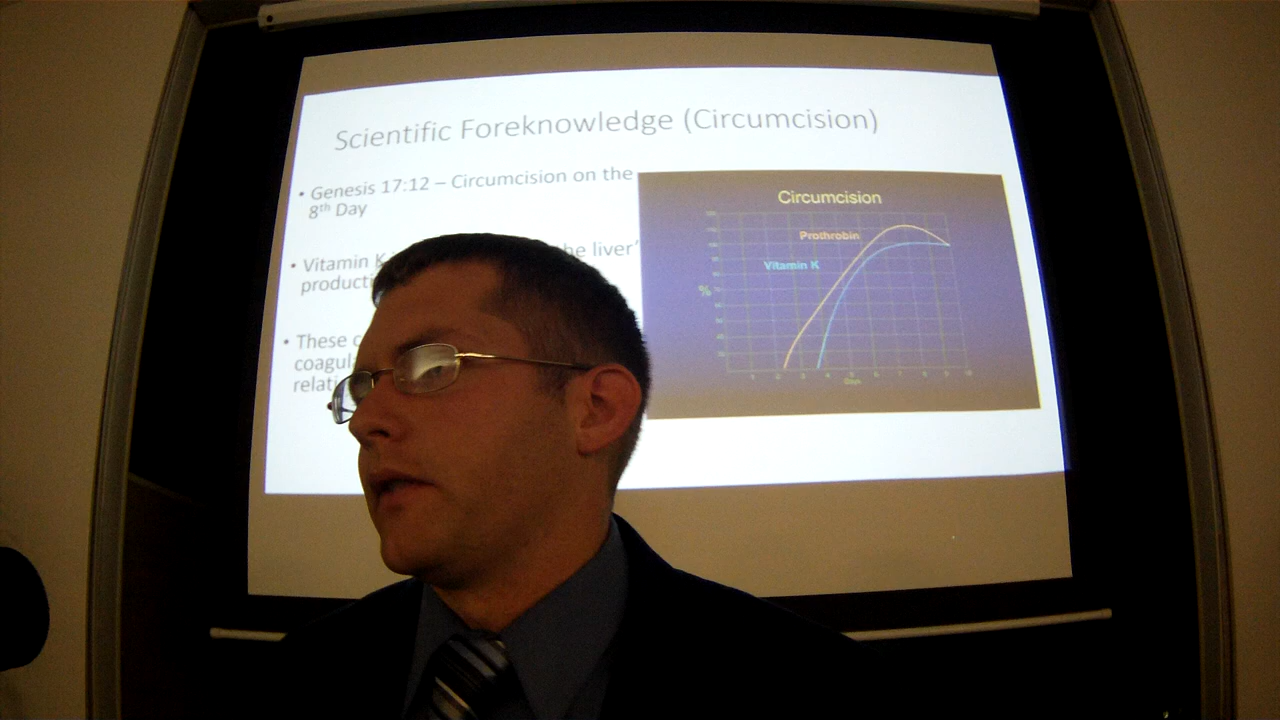 Scientific Foreknowledge (Circumcision)
• Genesis 17:12 – Circumcision on the
8th Day
• Vitamin K liver'
producti
• These
coagul
relati
Circumcision
Prothrobin
Vitamin K
%
Days